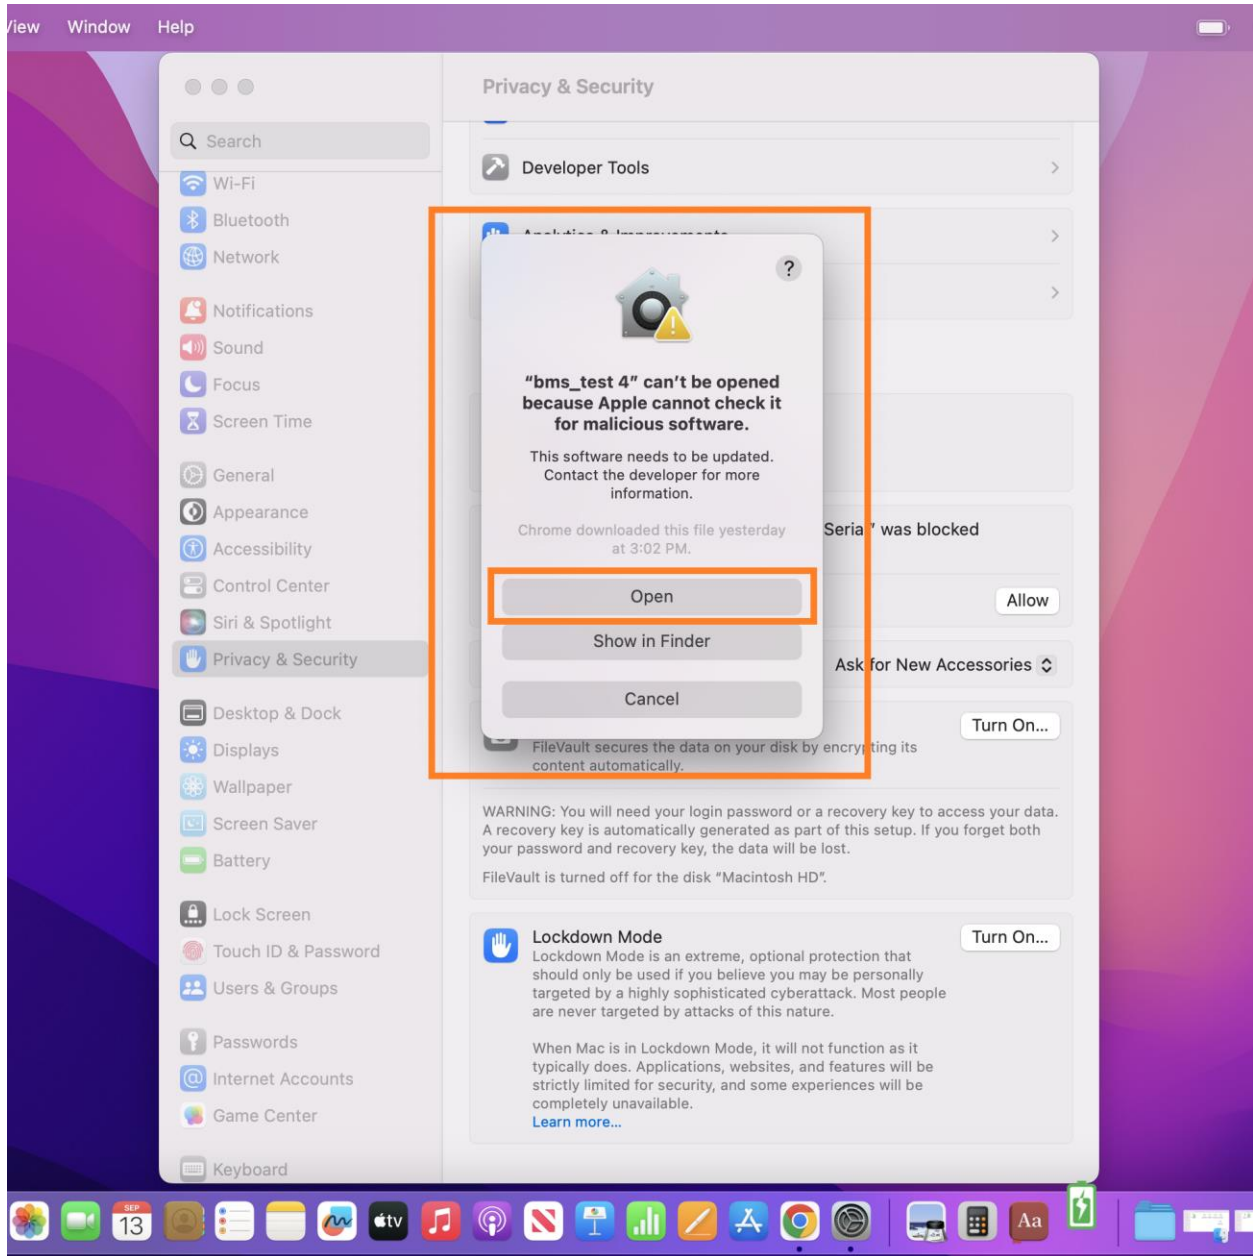 View Window Help
Privacy & Security
Search
Wi-Fi
Bluetooth
Network
Notifications
Sound
Focus
Screen Time
General
Appearance
Accessibility
Control Center
Siri & Spotlight
Privacy & Security
Desktop & Dock
Displays
Wallpaper
Screen Saver
Battery
Lock Screen
Touch ID & Password
Users & Groups
Passwords
Internet Accounts
Game Center
Keyboard
Developer Tools
Analytics & Improvements
?
"bms_test 4" can't be opened
because Apple cannot check it
for malicious software.
This software needs to be updated.
Contact the developer for more
information.
Chrome downloaded this file yesterday
at 3:02 PM.
Open
Show in Finder
Cancel
Serial" was blocked
Allow
Ask for New Accessories
Turn On...
FileVault secures the data on your disk by encrypting its
content automatically.
WARNING: You will need your login password or a recovery key to access your data.
A recovery key is automatically generated as part of this setup. If you forget both
your password and recovery key, the data will be lost.
FileVault is turned off for the disk "Macintosh HD".
Lockdown Mode
Turn On...
Lockdown Mode is an extreme, optional protection that
should only be used if you believe you may be personally
targeted by a highly sophisticated cyberattack. Most people
are never targeted by attacks of this nature.
When Mac is in Lockdown Mode, it will not function as it
typically does. Applications, websites, and features will be
strictly limited for security, and some experiences will be
completely unavailable.
Learn more...
SEP
13
tv
Aa